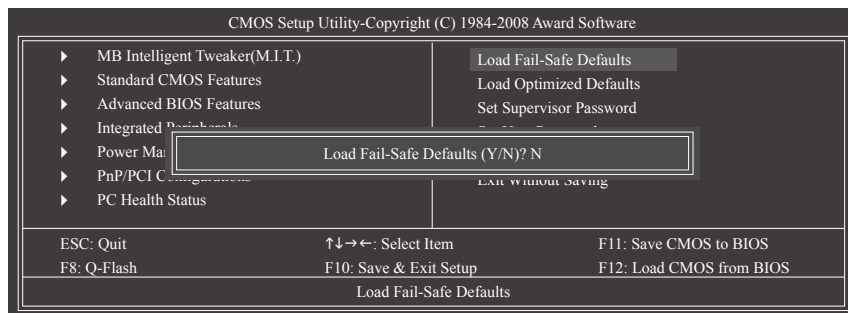 CMOS Setup Utility-Copyright (C) 1984-2008 Award Software
MB Intelligent Tweaker(M.I.T.)
Standard CMOS Features
Advanced BIOS Features
Integrated Peripherals
Power Mar
PnP/PCI Configurations
PC Health Status
Load Fail-Safe Defaults
Load Optimized Defaults
Set Supervisor Password
Exit Without Saving
Load Fail-Safe Defaults (Y/N)? N
ESC: Quit
↑↓→←: Select Item
F11: Save CMOS to BIOS
F8: Q-Flash
F10: Save & Exit Setup
F12: Load CMOS from BIOS
Load Fail-Safe Defaults